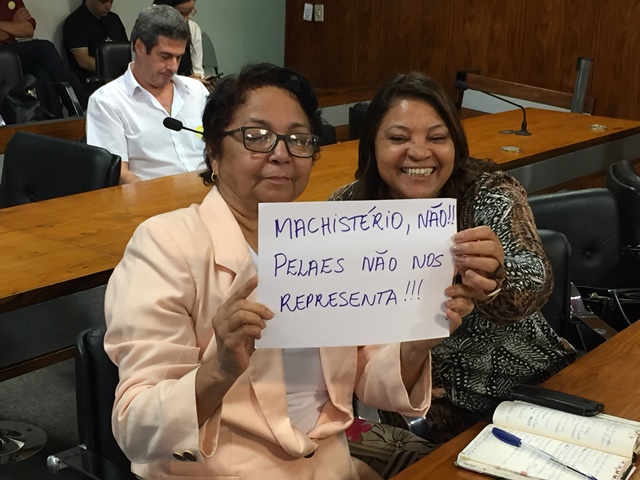 MACHISTÉRIO, NÃO!!
PELAES NÃO NOS
REPRESENTA!!!